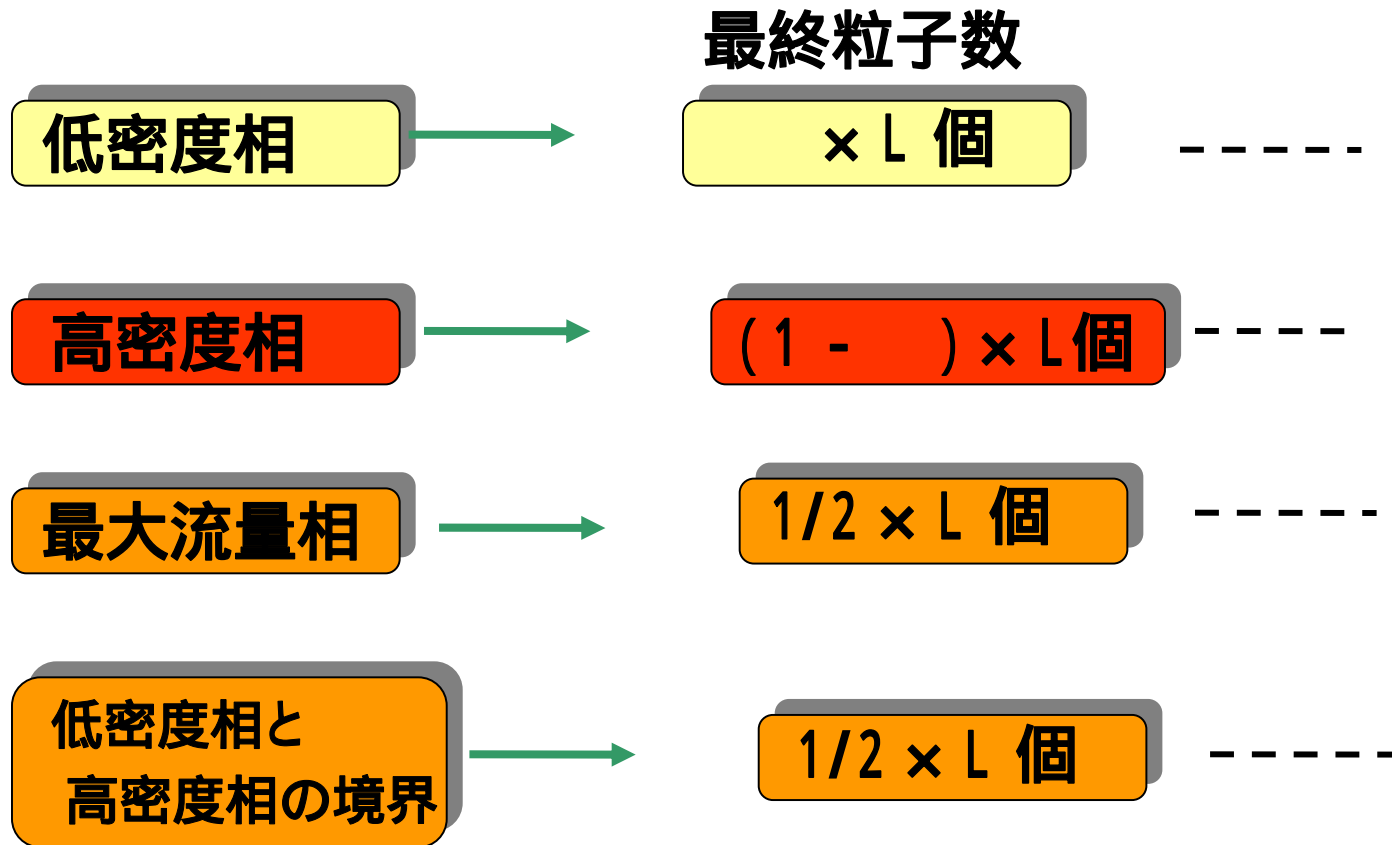 最終粒子数
低密度相
× L 個
高密度相
(1 - ) × L個
最大流量相
1/2 × L 個
低密度相と
高密度相の境界
1/2 × L 個